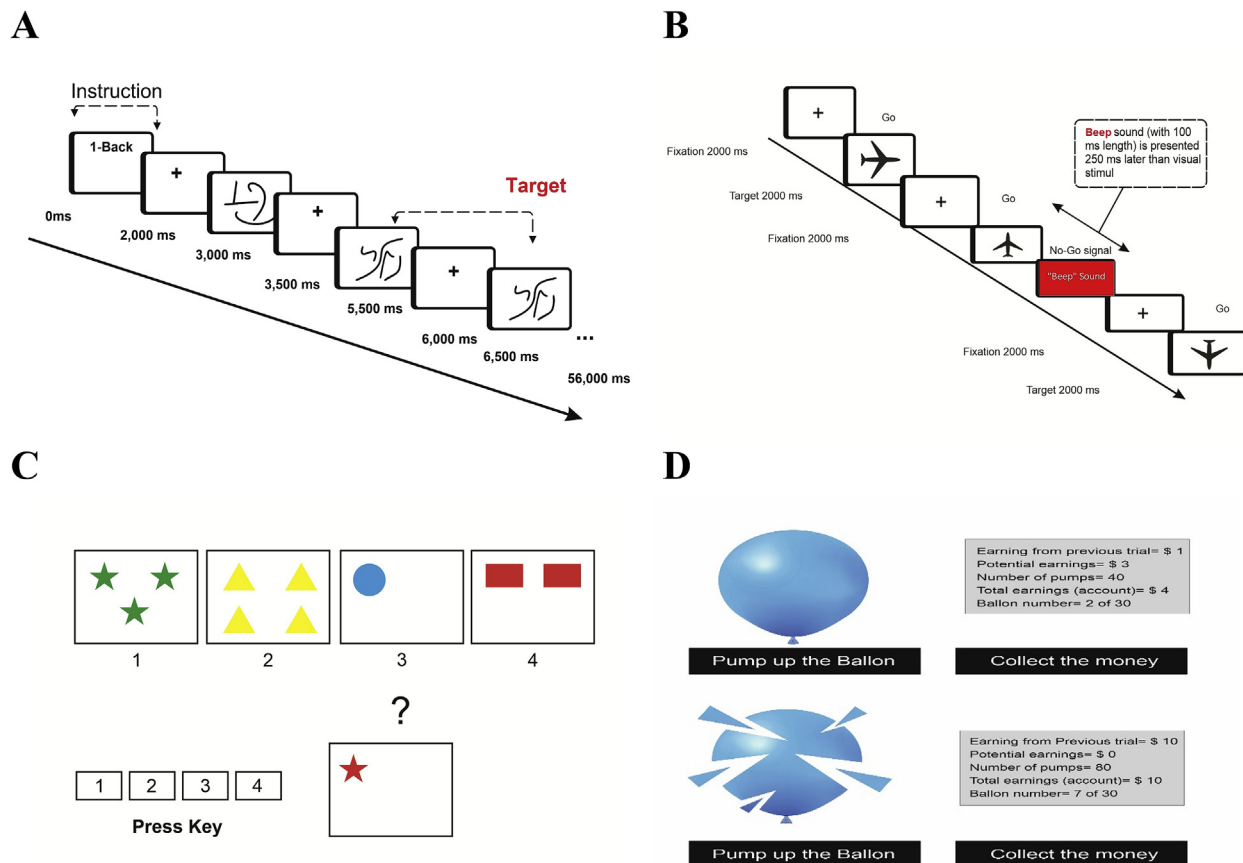 A
Instruction
1-Back
+
+
+
Target
0ms
2,000 ms
3,000 ms
3,500 ms
5,500 ms
6,000 ms
6,500 ms
...
56,000 ms
B
+
Go
Beep sound (with 100
ms length) is presented
250 ms later than visual
stimul
Fixation 2000 ms
Target 2000 ms
+
Go
Fixation 2000 ms
No-Go signal
"Beep" Sound
+
Go
Fixation 2000 ms
Target 2000 ms
C
1
2
3
4
?
1
2
3
4
Press Key
D
Earning from previous trial= $ 1
Potential earnings= $ 3
Number of pumps= 40
Total earnings (account)= $ 4
Ballon number= 2 of 30
Pump up the Ballon
Collect the money
Earning from Previous trial= $ 10
Potential earnings= $ 0
Number of pumps= 80
Total earnings (account)= $ 10
Ballon number= 7 of 30
Pump up the Ballon
Collect the money